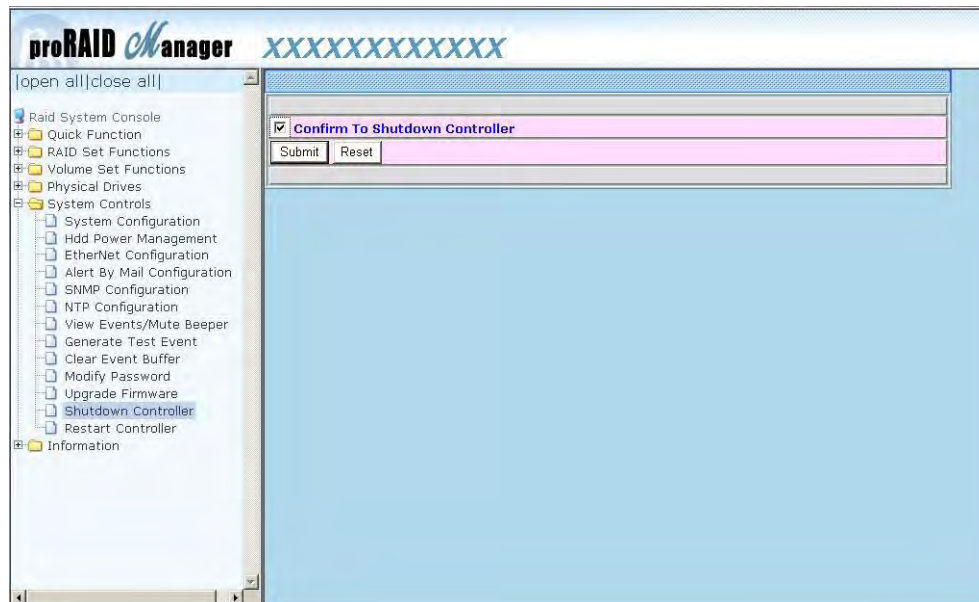 proRAID Manager XXXXXXXXXXXX
|open all|close all|
Raid System Console
Quick Function
RAID Set Functions
Volume Set Functions
Physical Drives
System Controls
System Configuration
Hdd Power Management
EtherNet Configuration
Alert By Mail Configuration
SNMP Configuration
NTP Configuration
View Events/Mute Beeper
Generate Test Event
Clear Event Buffer
Modify Password
Upgrade Firmware
Shutdown Controller
Restart Controller
Information
Confirm To Shutdown Controller
Submit Reset